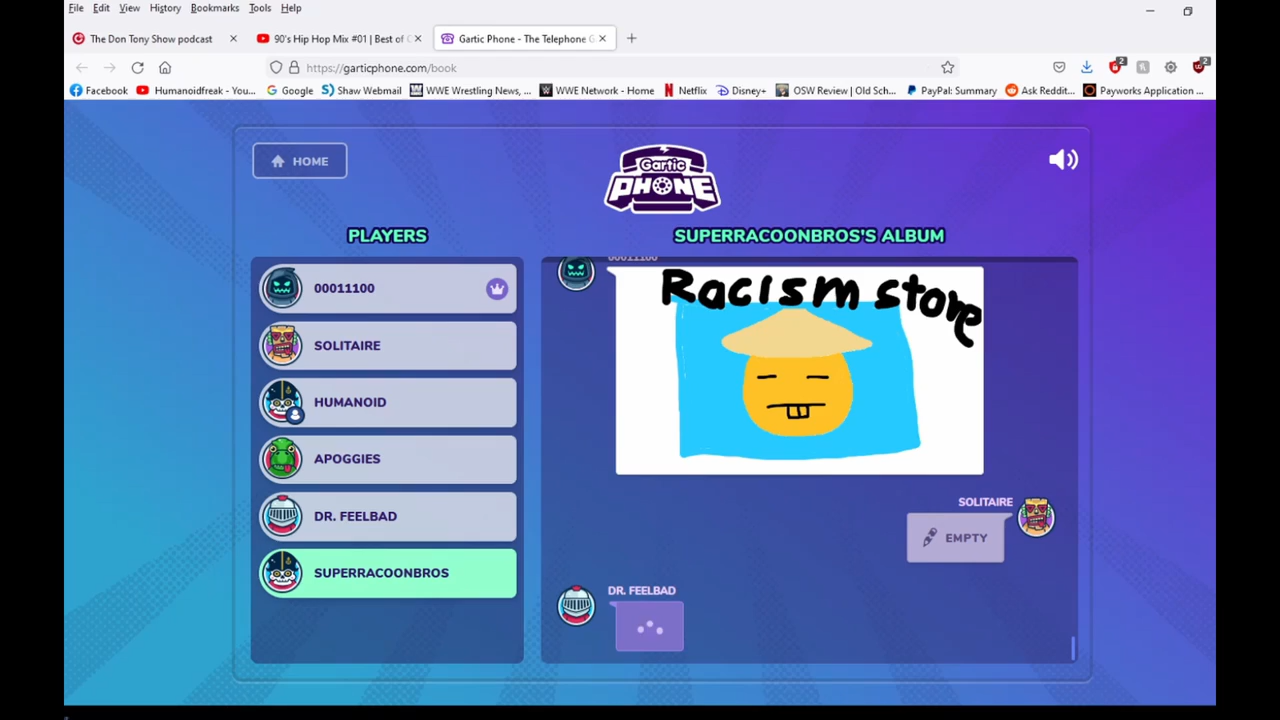 File Edit View History Bookmarks Tools Help
The Don Tony Show podcast
90's Hip Hop Mix #01 | Best of
Gartic Phone - The Telephone G
https://garticphone.com/book
2
2
Facebook
Humanoidfreak - You...
Google
Shaw Webmail
WWE Wrestling News, ...
WWE Network - Home
Netflix
Disney+
OSW Review | Old Sch...
PayPal: Summary
Ask Reddit...
Payworks Application ...
HOME
Gartic
PHONE
PLAYERS
SUPERRACOONBROS'S ALBUM
00011100
SOLITAIRE
HUMANOID
APOGGIES
DR. FEELBAD
SUPERRACOONBROS
00011100
Racism store
SOLITAIRE
EMPTY
DR. FEELBAD